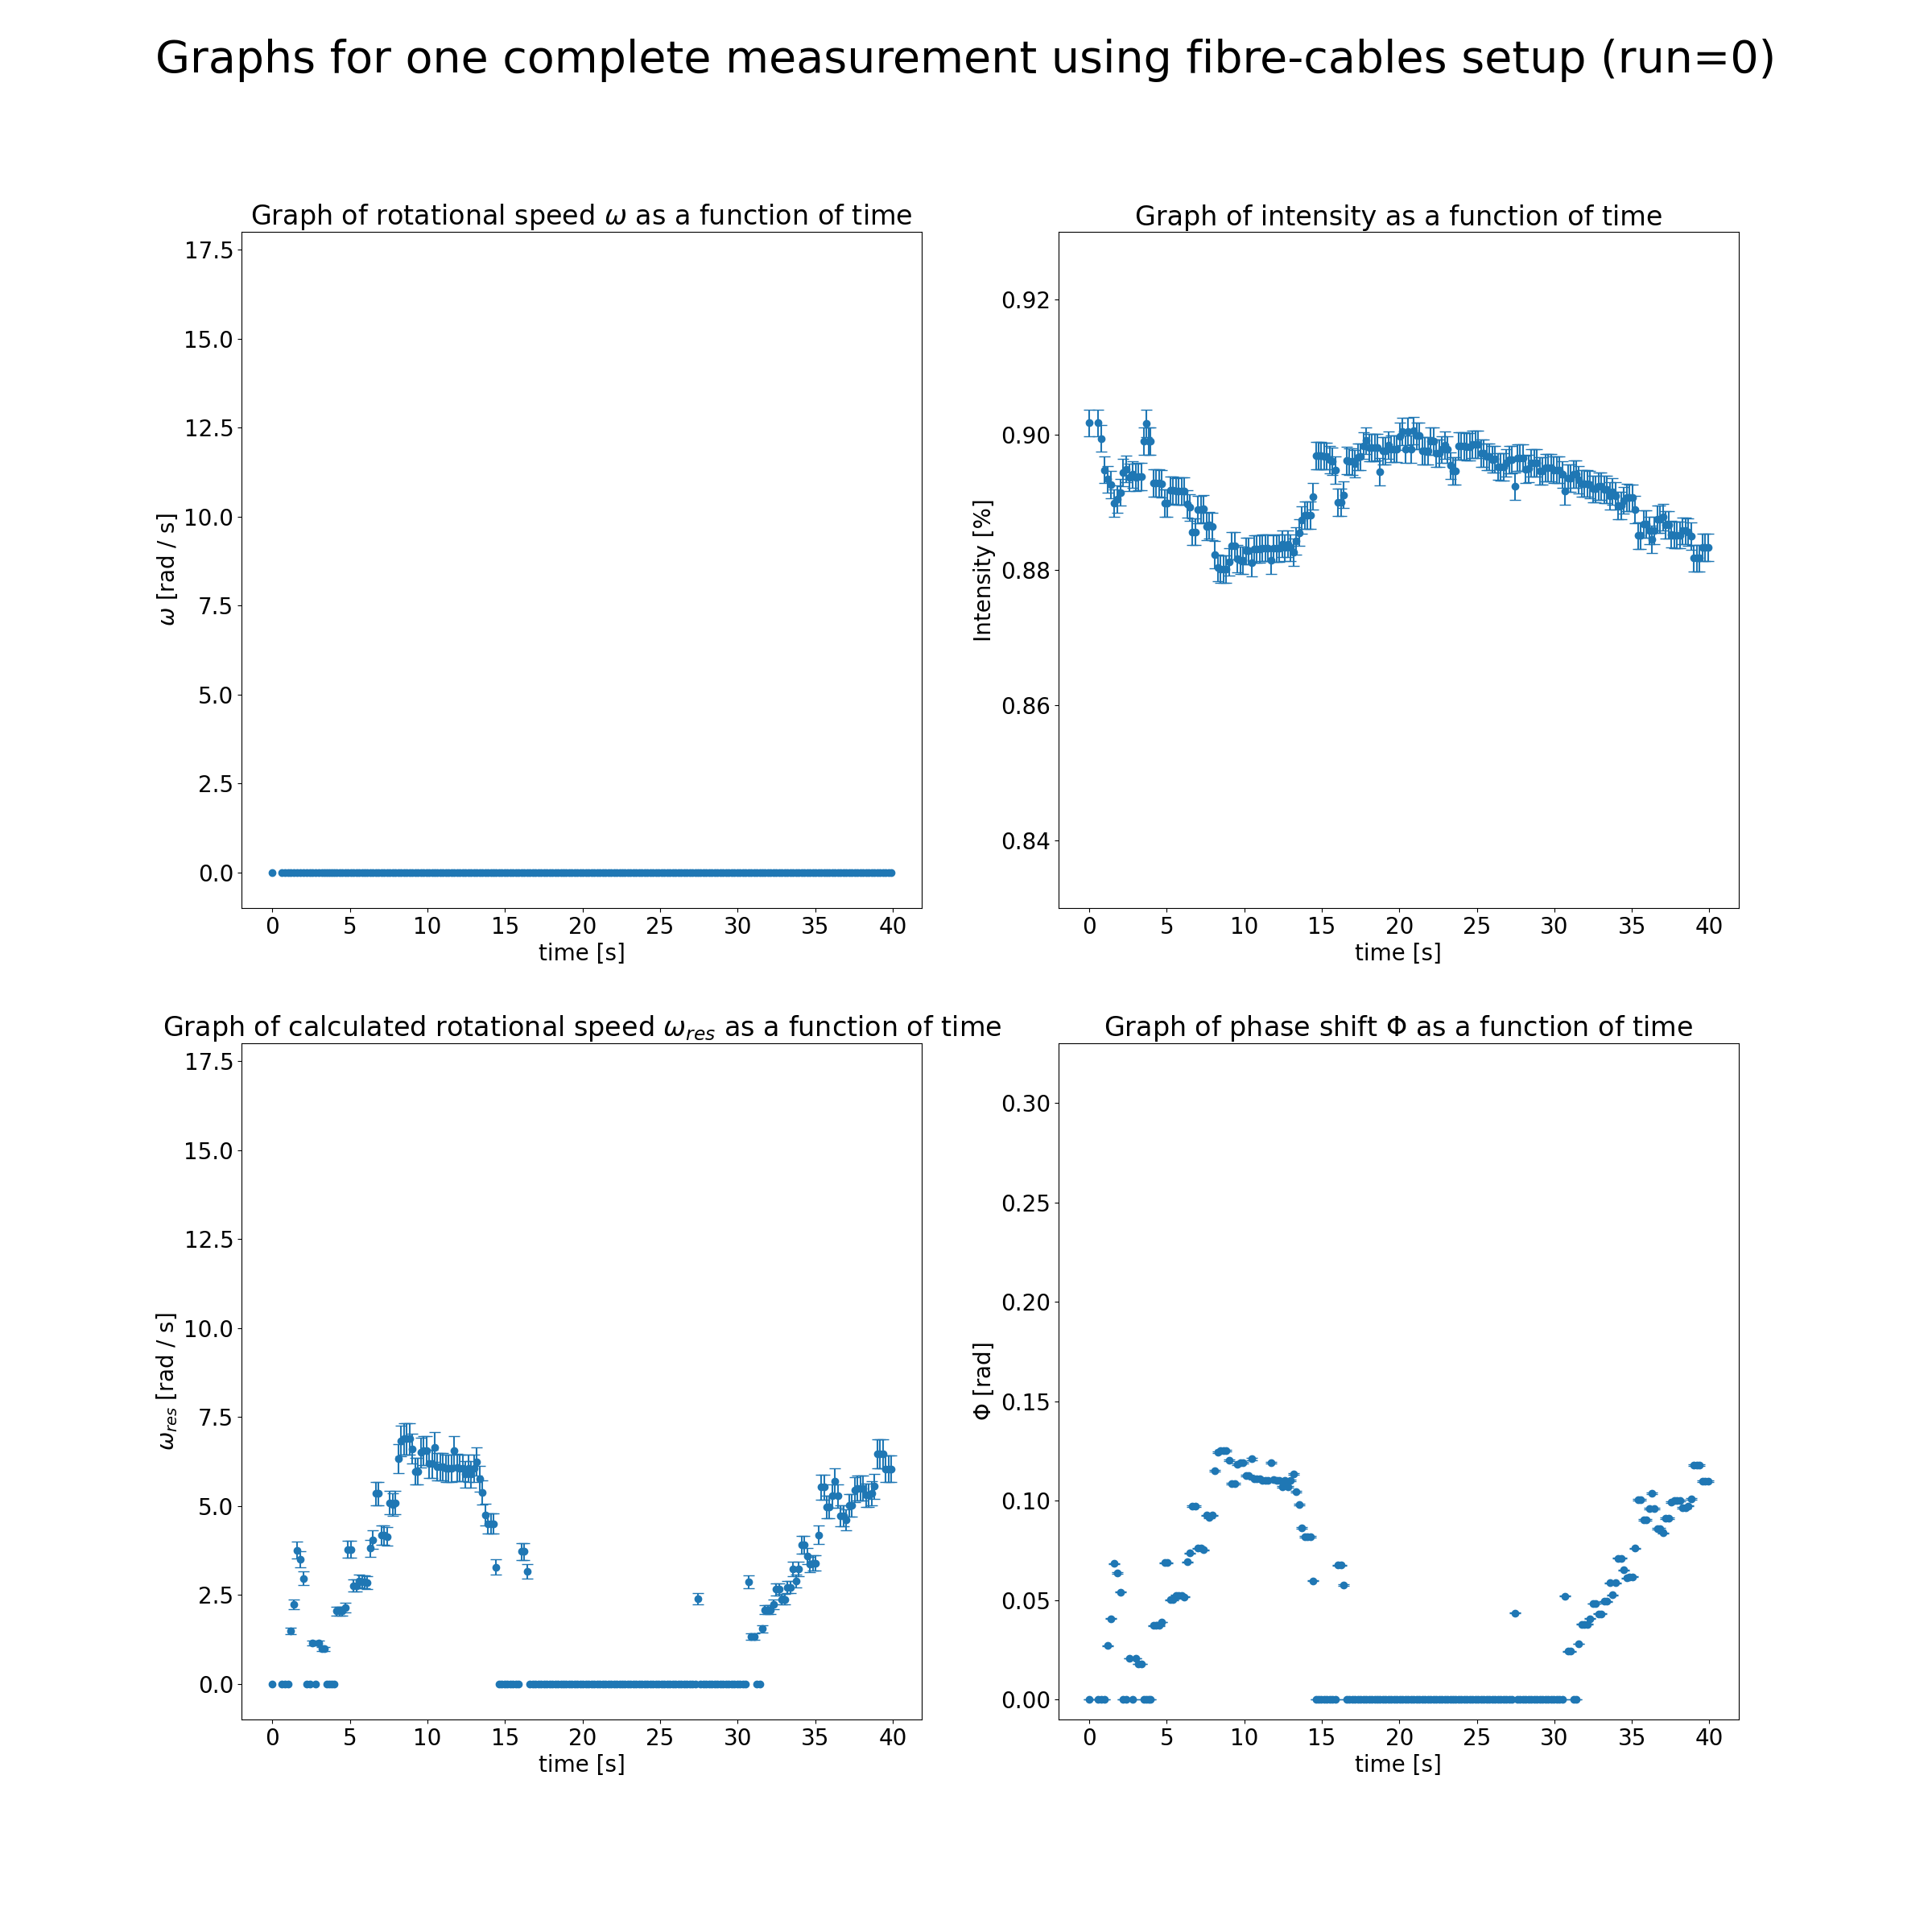 Graphs for one complete measurement using fibre-cables setup (run=0)
Graph of rotational speed ω as a function of time
17.5
15.0
12.5
10.0
7.5
5.0
2.5
0.0
ω [rad / s]
0 5 10 15 20 25 30 35 40
time [s]
Graph of intensity as a function of time
0.92
0.90
0.88
0.86
0.84
Intensity [%]
0 5 10 15 20 25 30 35 40
time [s]
Graph of calculated rotational speed ω_res as a function of time
17.5
15.0
12.5
10.0
7.5
5.0
2.5
0.0
ω_res [rad / s]
0 5 10 15 20 25 30 35 40
time [s]
Graph of phase shift Φ as a function of time
0.30
0.25
0.20
0.15
0.10
0.05
0.00
Φ [rad]
0 5 10 15 20 25 30 35 40
time [s]